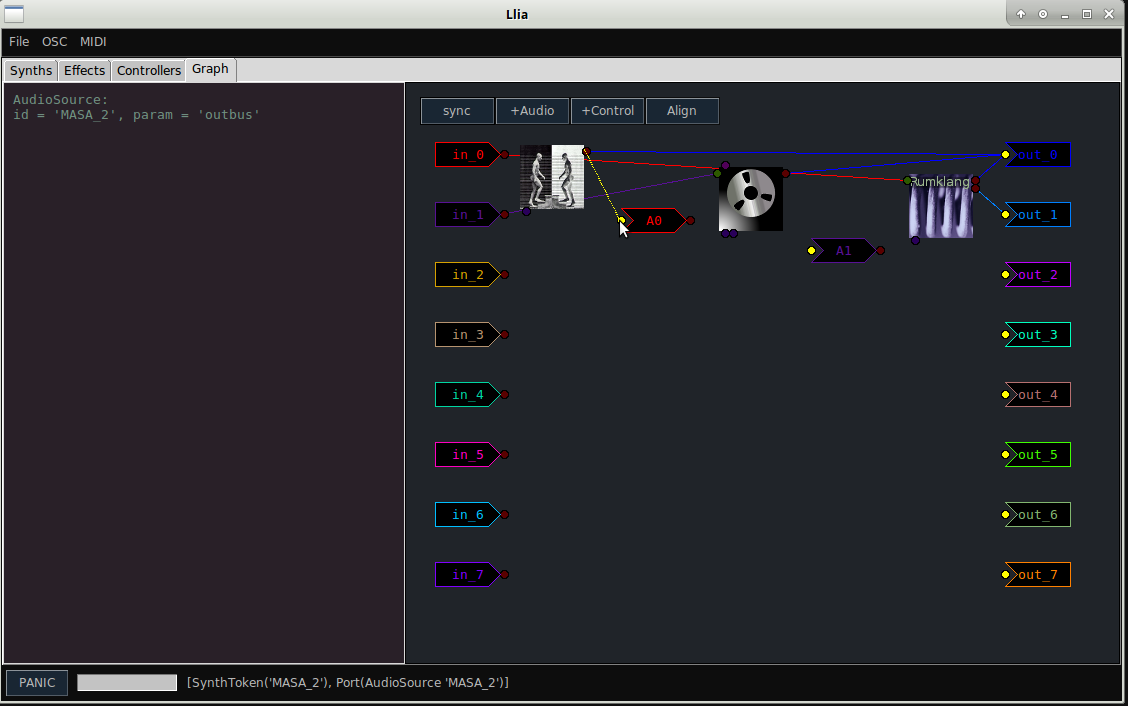 Llia
File OSC MIDI
Synths Effects Controllers Graph
AudioSource:
id = 'MASA_2', param = 'outbus'
sync +Audio +Control Align
in_0 out_0
Rumklang
in_1 A0 out_1
A1
in_2 out_2
in_3 out_3
in_4 out_4
in_5 out_5
in_6 out_6
in_7 out_7
PANIC [SynthToken('MASA_2'), Port(AudioSource 'MASA_2')]